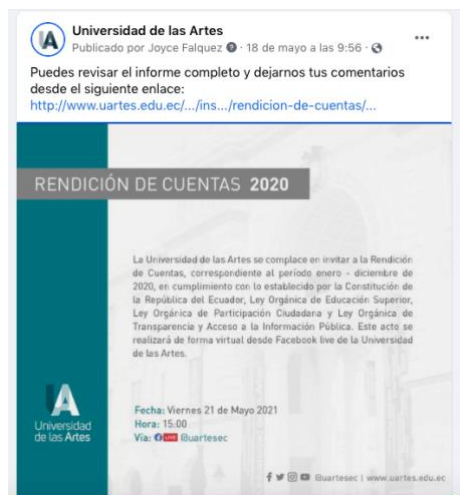 Universidad de las Artes
Publicado por Joyce Falquez · 18 de mayo a las 9:56 ·
Puedes revisar el informe completo y dejarnos tus comentarios
desde el siguiente enlace:
http://www.uartes.edu.ec/.../ins.../rendicion-de-cuentas/...
RENDICIÓN DE CUENTAS 2020
La Universidad de las Artes se complace en invitar a la Rendición
de Cuentas, correspondiente al período enero - diciembre de
2020, en cumplimiento con lo establecido por la Constitución de
la República del Ecuador, Ley Orgánica de Educación Superior,
Ley Orgánica de Participación Ciudadana y Ley Orgánica de
Transparencia y Acceso a la Información Pública. Este acto se
realizará de forma virtual desde Facebook live de la Universidad
de las Artes.
UA
Universidad
de las Artes
Fecha: Viernes 21 de Mayo 2021
Hora: 15:00
Vía: LIVE @uartesec
@uartesec | www.uartes.edu.ec